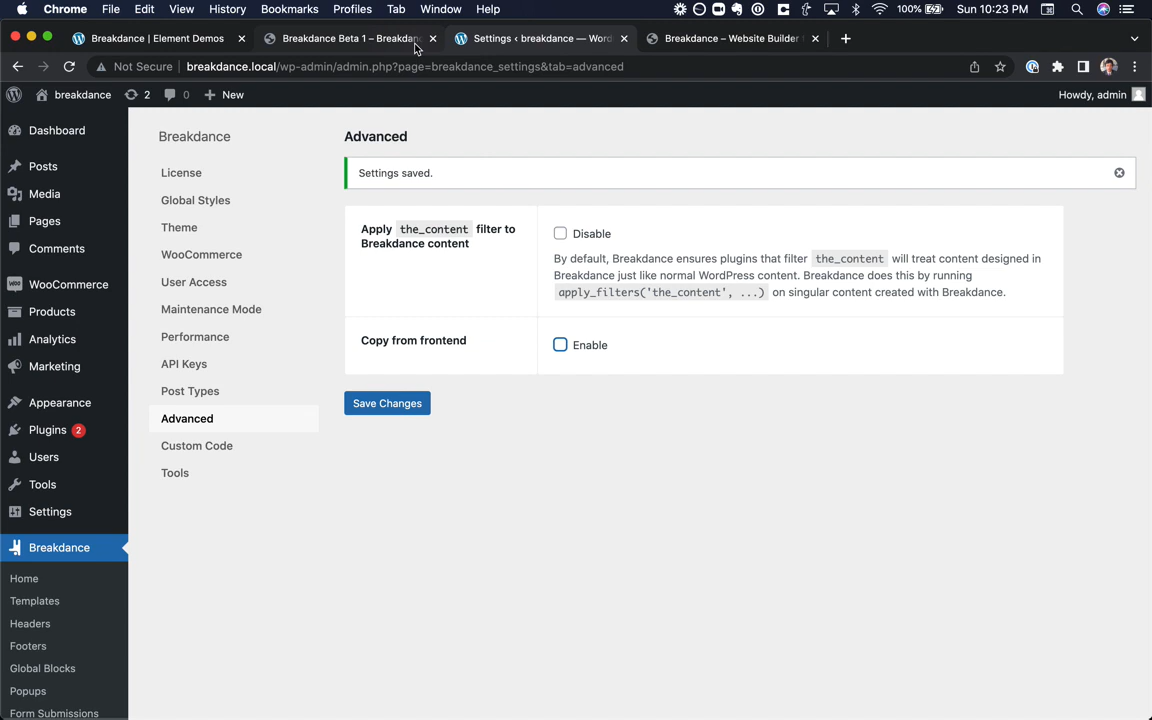 Chrome File Edit View History Bookmarks Profiles Tab Window Help 100% Sun 10:23 PM
Breakdance | Element Demos
Breakdance Beta 1 – Breakdan
Settings ‹ breakdance — Word
Breakdance – Website Builder
Not Secure breakdance.local/wp-admin/admin.php?page=breakdance_settings&tab=advanced
breakdance 2 0 New Howdy, admin
Dashboard
Posts
Media
Pages
Comments
WooCommerce
Products
Analytics
Marketing
Appearance
Plugins 2
Users
Tools
Settings
Breakdance
Home
Templates
Headers
Footers
Global Blocks
Popups
Form Submissions
Breakdance
License
Global Styles
Theme
WooCommerce
User Access
Maintenance Mode
Performance
API Keys
Post Types
Advanced
Custom Code
Tools
Advanced
Settings saved.
Apply the_content filter to
Breakdance content
Disable
By default, Breakdance ensures plugins that filter the_content will treat content designed in
Breakdance just like normal WordPress content. Breakdance does this by running
apply_filters('the_content', ...) on singular content created with Breakdance.
Copy from frontend
Enable
Save Changes